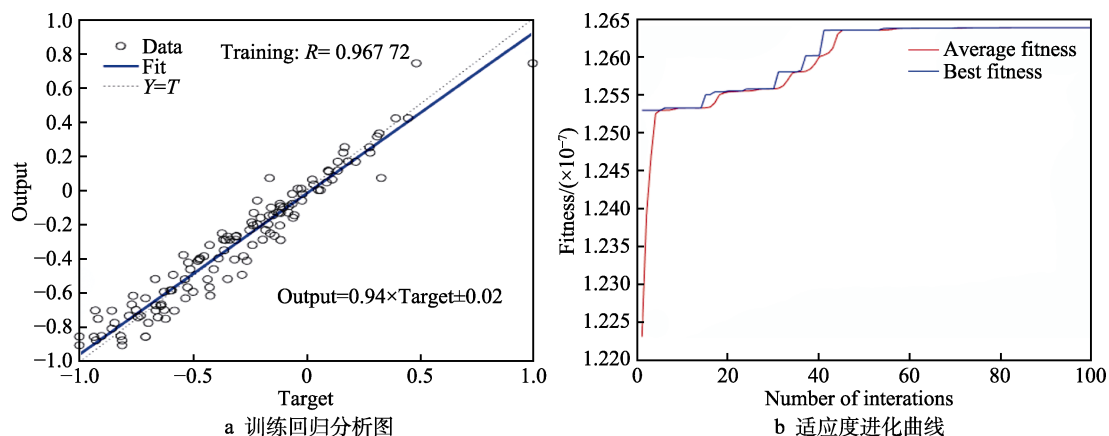 1.0
0.8
0.6
0.4
0.2
0
−0.2
−0.4
−0.6
−0.8
−1.0
Output
Data
Fit
Y=T
Training: R= 0.967 72
Output=0.94×Target±0.02
−1.0 −0.5 0 0.5 1.0
Target
a 训练回归分析图
1.265
1.260
1.255
1.250
1.245
1.240
1.235
1.230
1.225
1.220
Fitness/(×10⁻⁷)
Average fitness
Best fitness
0 20 40 60 80 100
Number of interations
b 适应度进化曲线